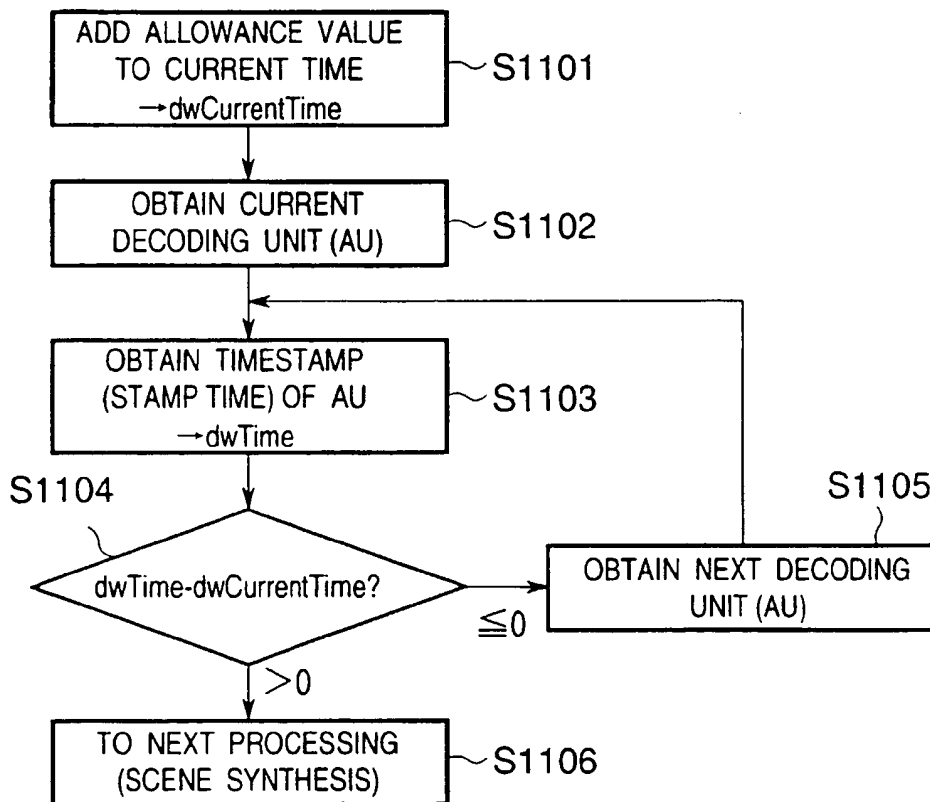 ADD ALLOWANCE VALUE
TO CURRENT TIME
→dwCurrentTime
S1101
OBTAIN CURRENT
DECODING UNIT (AU)
S1102
OBTAIN TIMESTAMP
(STAMP TIME) OF AU
→dwTime
S1103
S1104
dwTime-dwCurrentTime?
≦0
>0
S1105
OBTAIN NEXT DECODING
UNIT (AU)
TO NEXT PROCESSING
(SCENE SYNTHESIS)
S1106